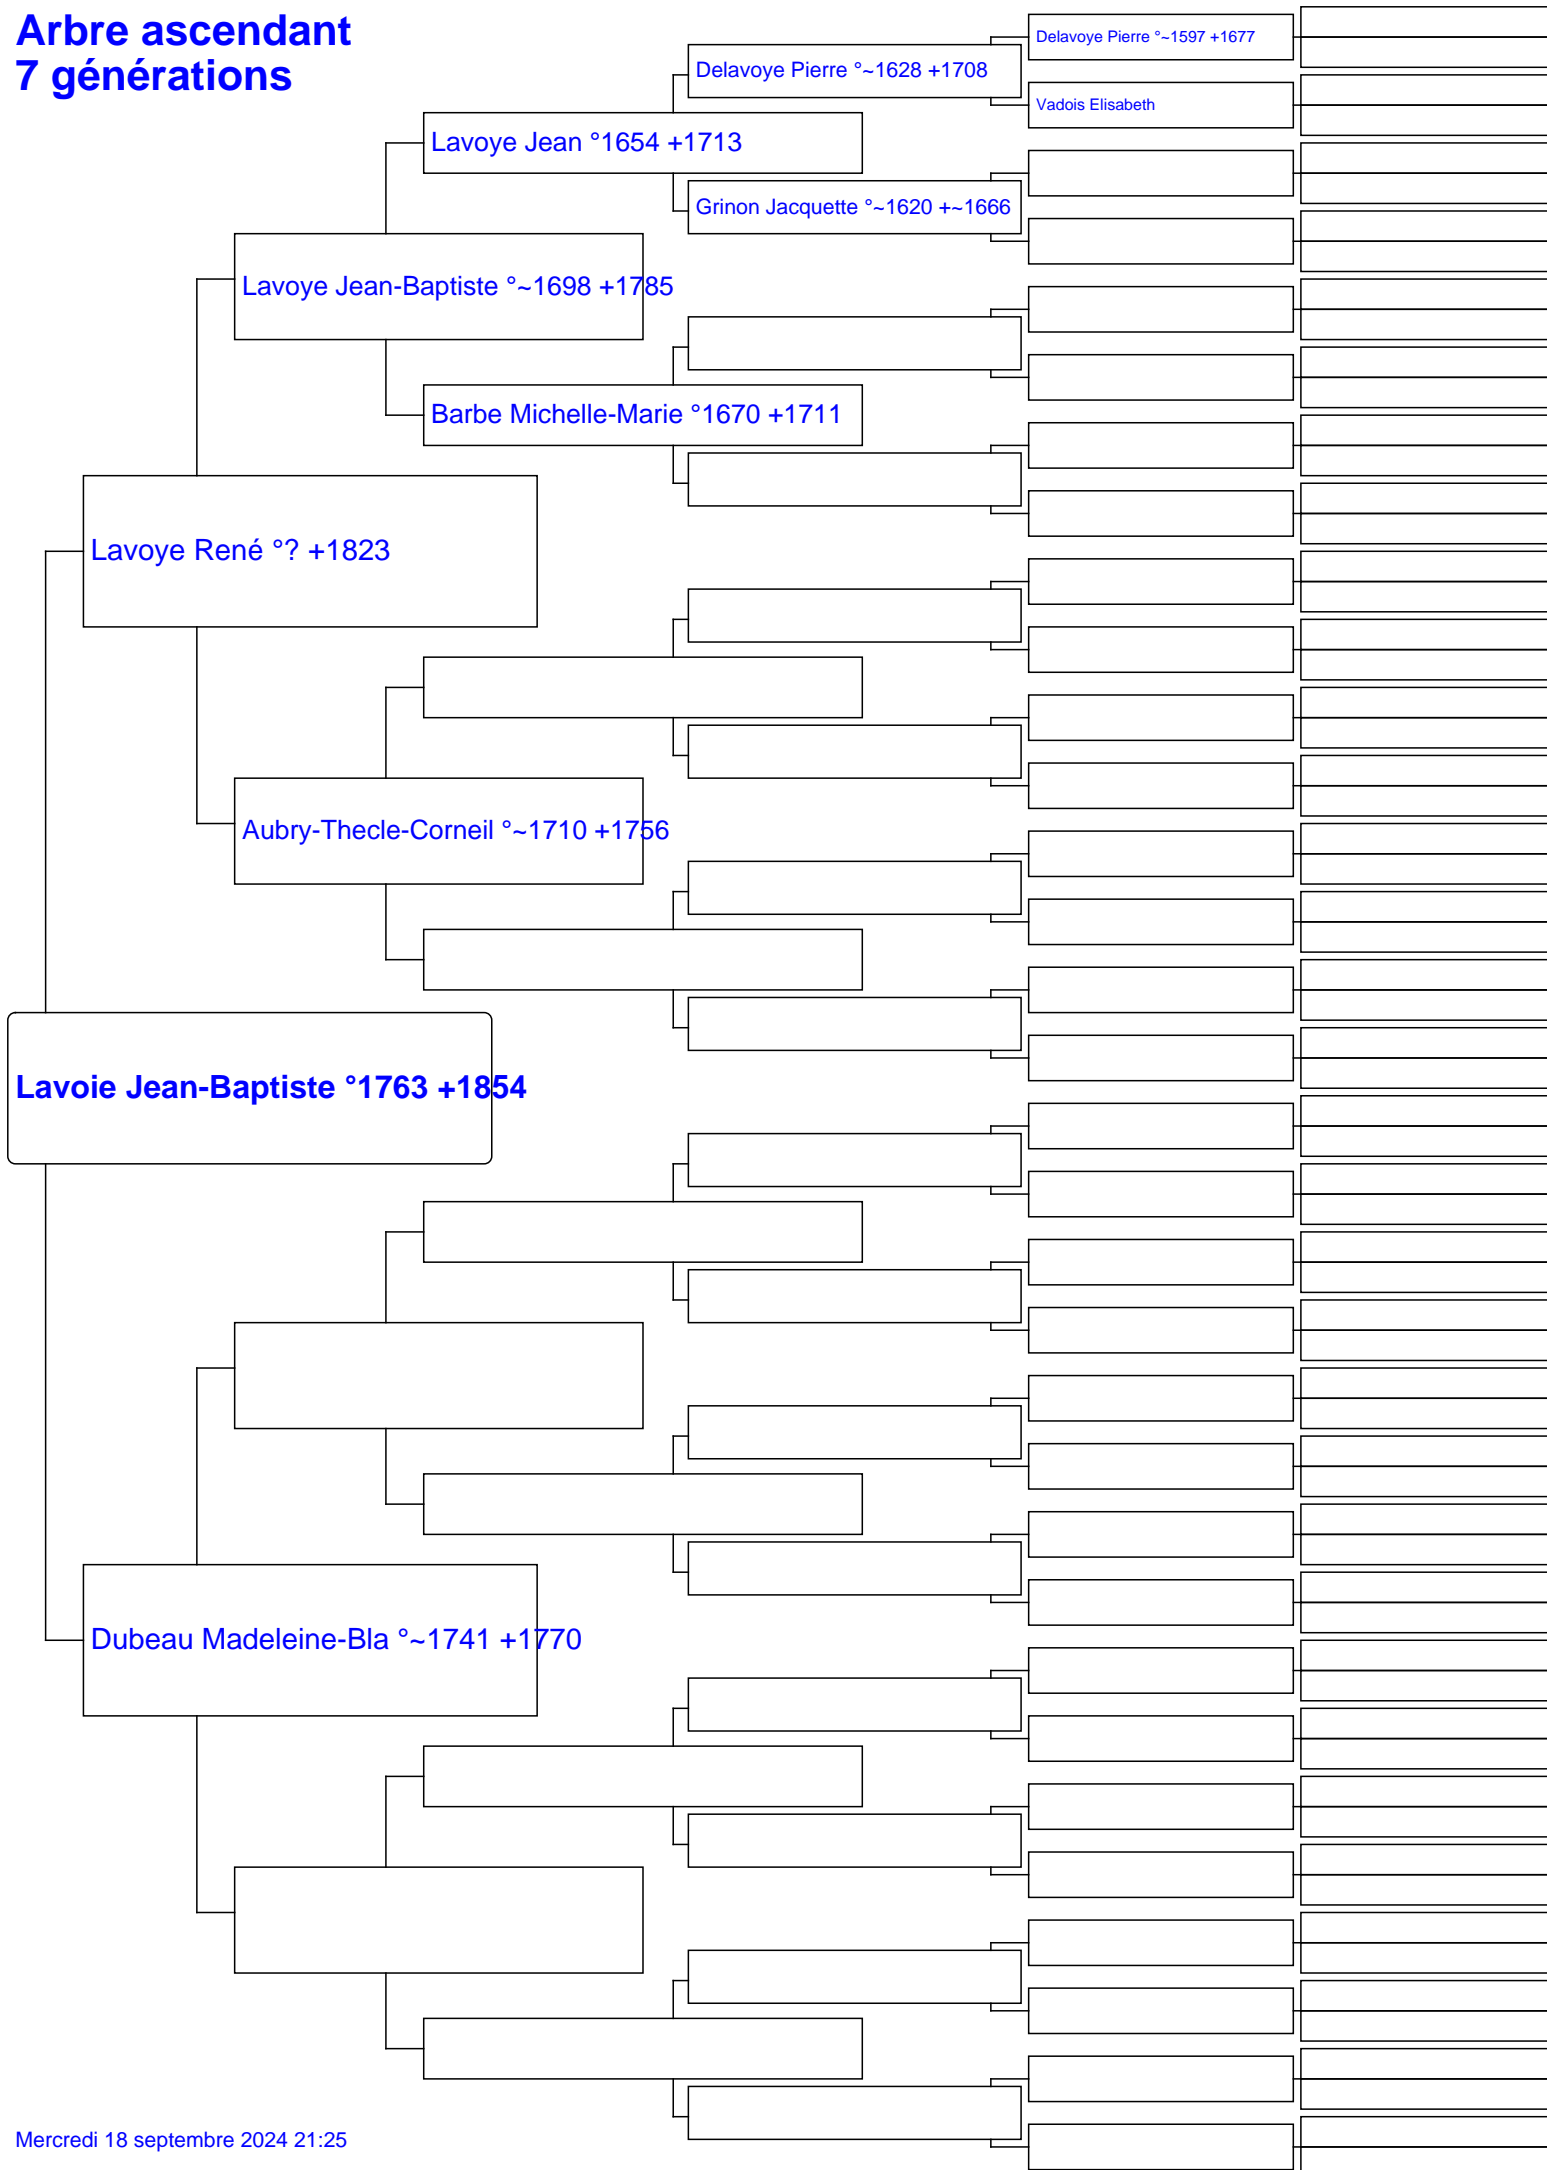 Arbre ascendant
7 générations
Delavoye Pierre °~1597 +1677
Delavoye Pierre °~1628 +1708
Vadois Elisabeth
Lavoye Jean °1654 +1713
Grinon Jacquette °~1620 +~1666
Lavoye Jean-Baptiste °~1698 +1785
Barbe Michelle-Marie °1670 +1711
Lavoye René °? +1823
Aubry-Thecle-Corneil °~1710 +1756
Lavoie Jean-Baptiste °1763 +1854
Dubeau Madeleine-Bla °~1741 +1770
Mercredi 18 septembre 2024 21:25